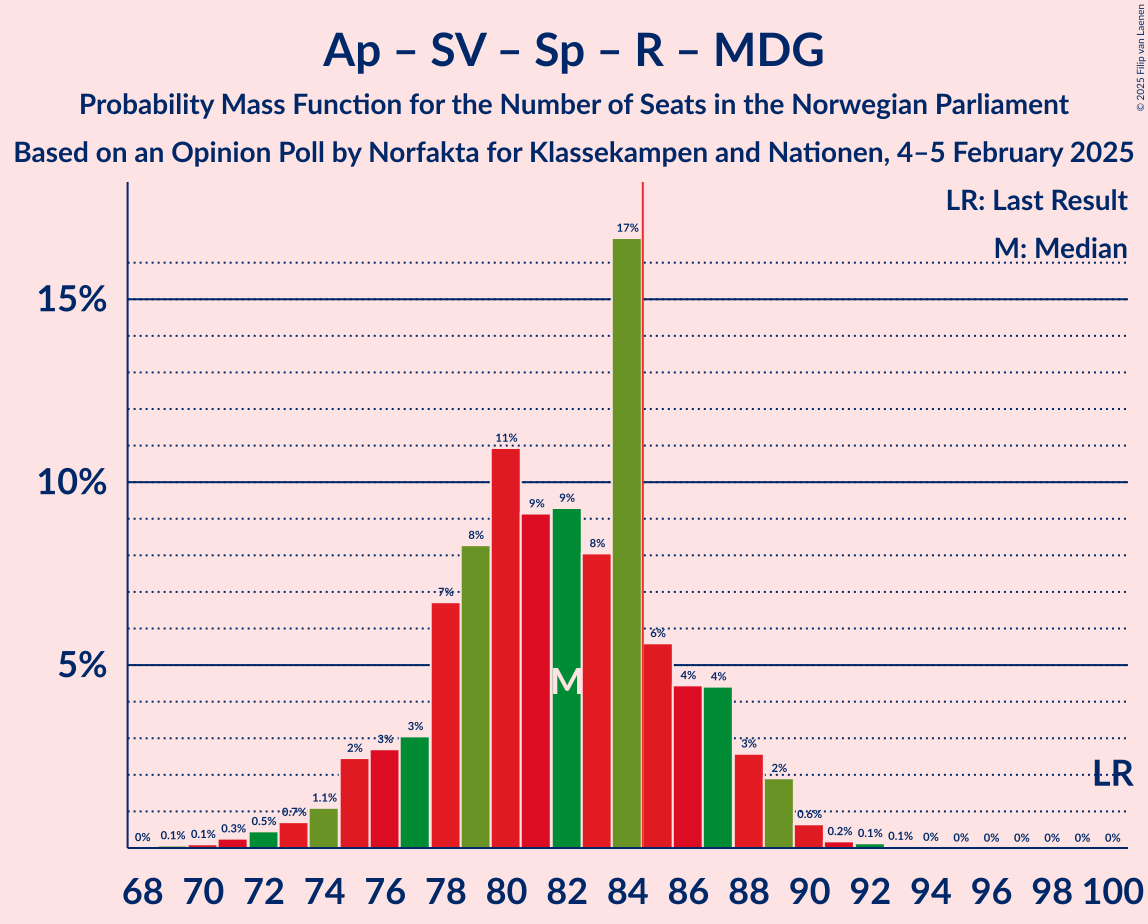 Ap – SV – Sp – R – MDG
Probability Mass Function for the Number of Seats in the Norwegian Parliament
Based on an Opinion Poll by Norfakta for Klassekampen and Nationen, 4–5 February 2025
© 2025 Filip van Laenen
LR: Last Result
M: Median
15%
10%
5%
0% 0.1% 0.1% 0.3% 0.5% 0.7% 1.1% 2% 3% 3% 7% 8% 11% 9% 9% 8% 17% 6% 4% 4% 3% 2% 0.6% 0.2% 0.1% 0.1% 0% 0% 0% 0% 0% 0% 0%
M
LR
68 70 72 74 76 78 80 82 84 86 88 90 92 94 96 98 100